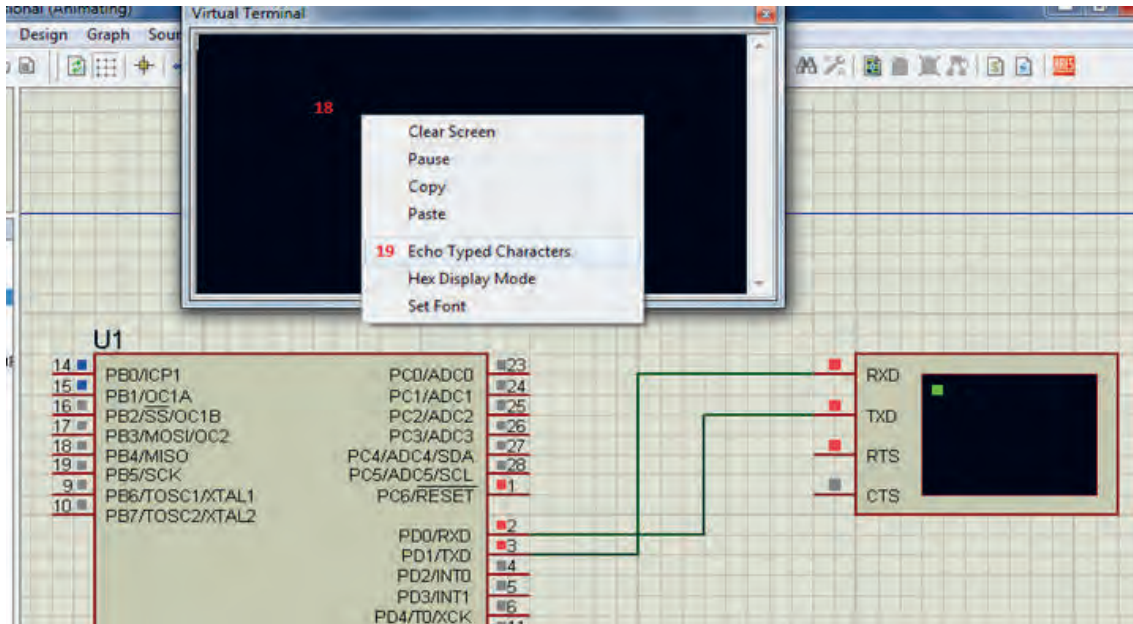 (Animating)
Virtual Terminal
Design Graph
18
Clear Screen
Pause
Copy
Paste
19 Echo Typed Characters
Hex Display Mode
Set Font
ARES
U1
14 PB0/ICP1
15 PB1/OC1A
16 PB2/SS/OC1B
17 PB3/MOSI/OC2
18 PB4/MISO
19 PB5/SCK
9 PB6/TOSC1/XTAL1
10 PB7/TOSC2/XTAL2
PC0/ADC0 23
PC1/ADC1 24
PC2/ADC2 25
PC3/ADC3 26
PC4/ADC4/SDA 27
PC5/ADC5/SCL 28
PC6/RESET 1
PD0/RXD 2
PD1/TXD 3
PD2/INT0 4
PD3/INT1 5
PD4/T0/XCK 6
RXD
TXD
RTS
CTS